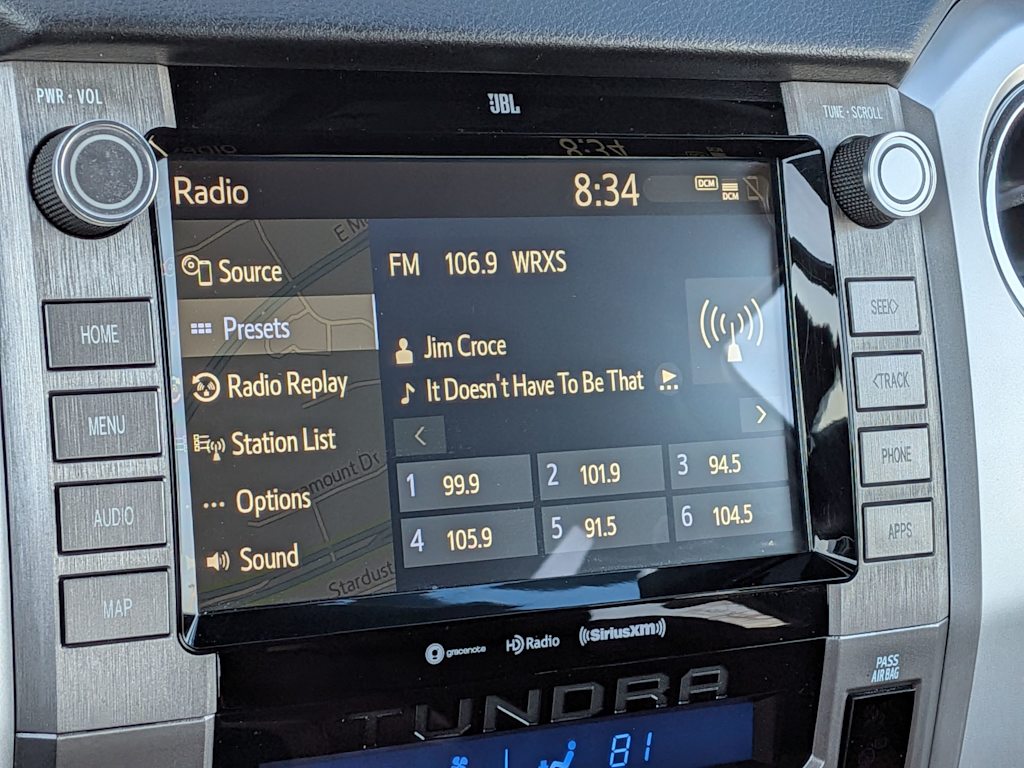 PWR · VOL
JBL
TUNE · SCROLL
Radio
8:34
DCM
DCM
FM 106.9 WRXS
Source
Presets
Radio Replay
Station List
Options
Sound
Jim Croce
It Doesn't Have To Be That
1 99.9
2 101.9
3 94.5
4 105.9
5 91.5
6 104.5
amount Dr
Stardust
HOME
MENU
AUDIO
MAP
SEEK>
<TRACK
PHONE
APPS
gracenote
HD Radio
((SiriusXM))
PASS
AIR BAG
TUNDRA
81